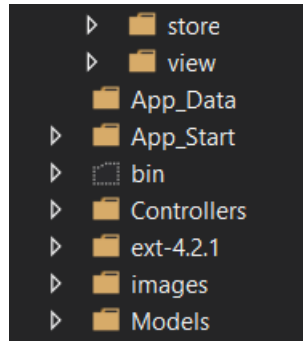 store
view
App_Data
App_Start
bin
Controllers
ext-4.2.1
images
Models